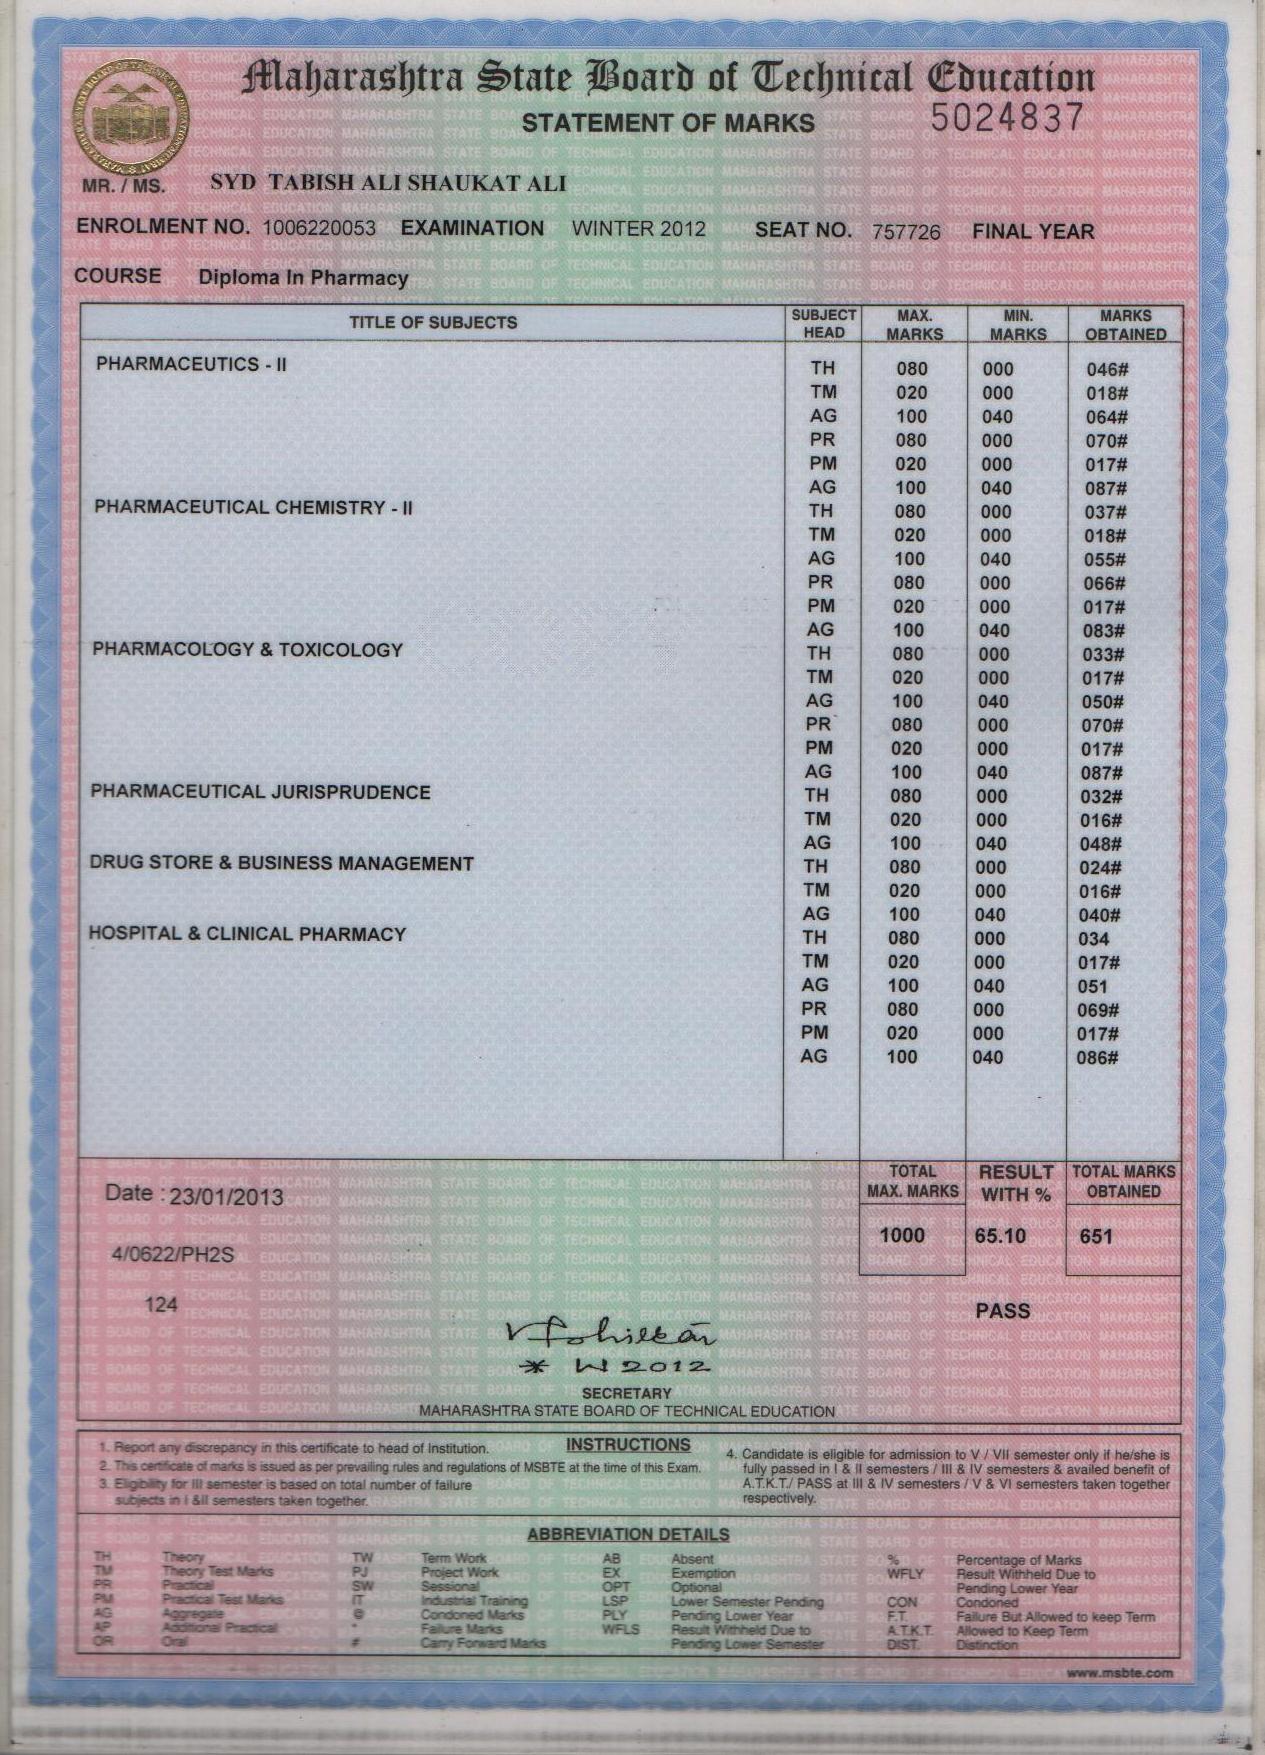 Maharashtra State Board of Technical Education
STATEMENT OF MARKS 5024837
MR. / MS. SYD TABISH ALI SHAUKAT ALI
ENROLMENT NO. 1006220053 EXAMINATION WINTER 2012 SEAT NO. 757726 FINAL YEAR
COURSE Diploma In Pharmacy
TITLE OF SUBJECTS SUBJECT HEAD MAX. MARKS MIN. MARKS MARKS OBTAINED
PHARMACEUTICS - II TH 080 000 046#
TM 020 000 018#
AG 100 040 064#
PR 080 000 070#
PM 020 000 017#
AG 100 040 087#
PHARMACEUTICAL CHEMISTRY - II TH 080 000 037#
TM 020 000 018#
AG 100 040 055#
PR 080 000 066#
PM 020 000 017#
AG 100 040 083#
PHARMACOLOGY & TOXICOLOGY TH 080 000 033#
TM 020 000 017#
AG 100 040 050#
PR 080 000 070#
PM 020 000 017#
AG 100 040 087#
PHARMACEUTICAL JURISPRUDENCE TH 080 000 032#
TM 020 000 016#
AG 100 040 048#
DRUG STORE & BUSINESS MANAGEMENT TH 080 000 024#
TM 020 000 016#
AG 100 040 040#
HOSPITAL & CLINICAL PHARMACY TH 080 000 034
TM 020 000 017#
AG 100 040 051
PR 080 000 069#
PM 020 000 017#
AG 100 040 086#
TOTAL MAX. MARKS RESULT WITH % TOTAL MARKS OBTAINED
Date : 23/01/2013
1000 65.10 651
4/0622/PH2S
124 PASS
* W 2012
SECRETARY
MAHARASHTRA STATE BOARD OF TECHNICAL EDUCATION
INSTRUCTIONS
1. Report any discrepancy in this certificate to head of Institution.
2. This certificate of marks is issued as per prevailing rules and regulations of MSBTE at the time of this Exam.
3. Eligibility for III semester is based on total number of failure
subjects in I &II semesters taken together.
4. Candidate is eligible for admission to V / VII semester only if he/she is
fully passed in I & II semesters / III & IV semesters & availed benefit of
A.T.K.T./ PASS at III & IV semesters / V & VI semesters taken together
respectively.
ABBREVIATION DETAILS
TH Theory TW Term Work AB Absent % Percentage of Marks
TM Theory Test Marks PJ Project Work EX Exemption WFLY Result Withheld Due to
PR Practical SW Sessional OPT Optional Pending Lower Year
PM Practical Test Marks IT Industrial Training LSP Lower Semester Pending CON Condoned
AG Aggregate @ Condoned Marks PLY Pending Lower Year F.T. Failure But Allowed to keep Term
AP Additional Practical * Failure Marks WFLS Result Withheld Due to A.T.K.T. Allowed to Keep Term
OR Oral # Carry Forward Marks Pending Lower Semester DIST. Distinction
www.msbte.com